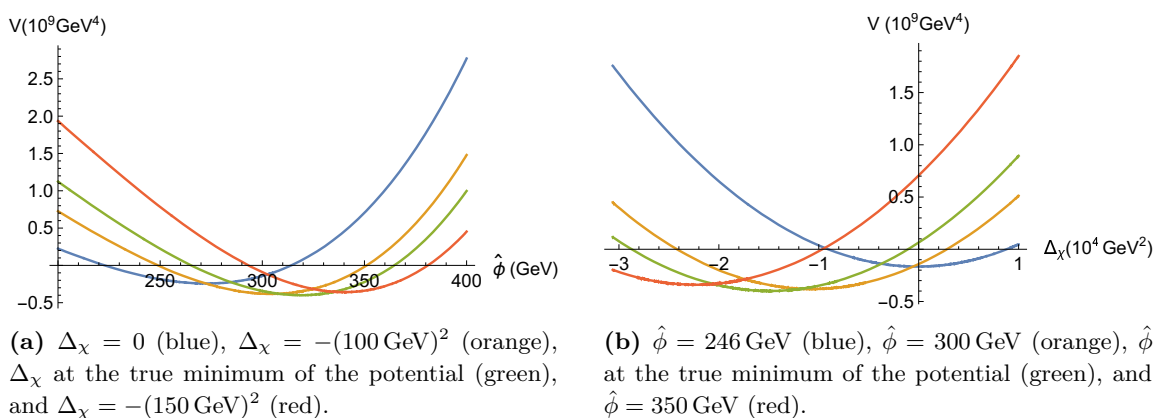 V(10⁹GeV⁴)
2.5
2.0
1.5
1.0
0.5
-0.5
250 300 350 400
ϕ̂ (GeV)
V (10⁹GeV⁴)
1.5
0.5
-0.5
-3 -2 -1 1
Δχ(10⁴ GeV²)
(a) Δχ = 0 (blue), Δχ = −(100 GeV)² (orange),
Δχ at the true minimum of the potential (green),
and Δχ = −(150 GeV)² (red).
(b) ϕ̂ = 246 GeV (blue), ϕ̂ = 300 GeV (orange), ϕ̂
at the true minimum of the potential (green), and
ϕ̂ = 350 GeV (red).